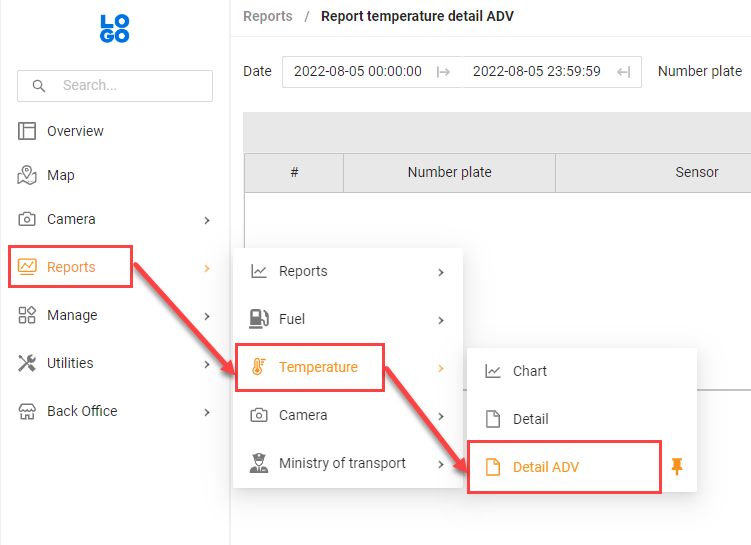 LO
GO
Reports / Report temperature detail ADV
Search...
Date 2022-08-05 00:00:00 2022-08-05 23:59:59 Number plate
Overview
Map
Camera
Reports
Manage
Utilities
Back Office
# Number plate Sensor
Reports
Fuel
Temperature
Camera
Ministry of transport
Chart
Detail
Detail ADV